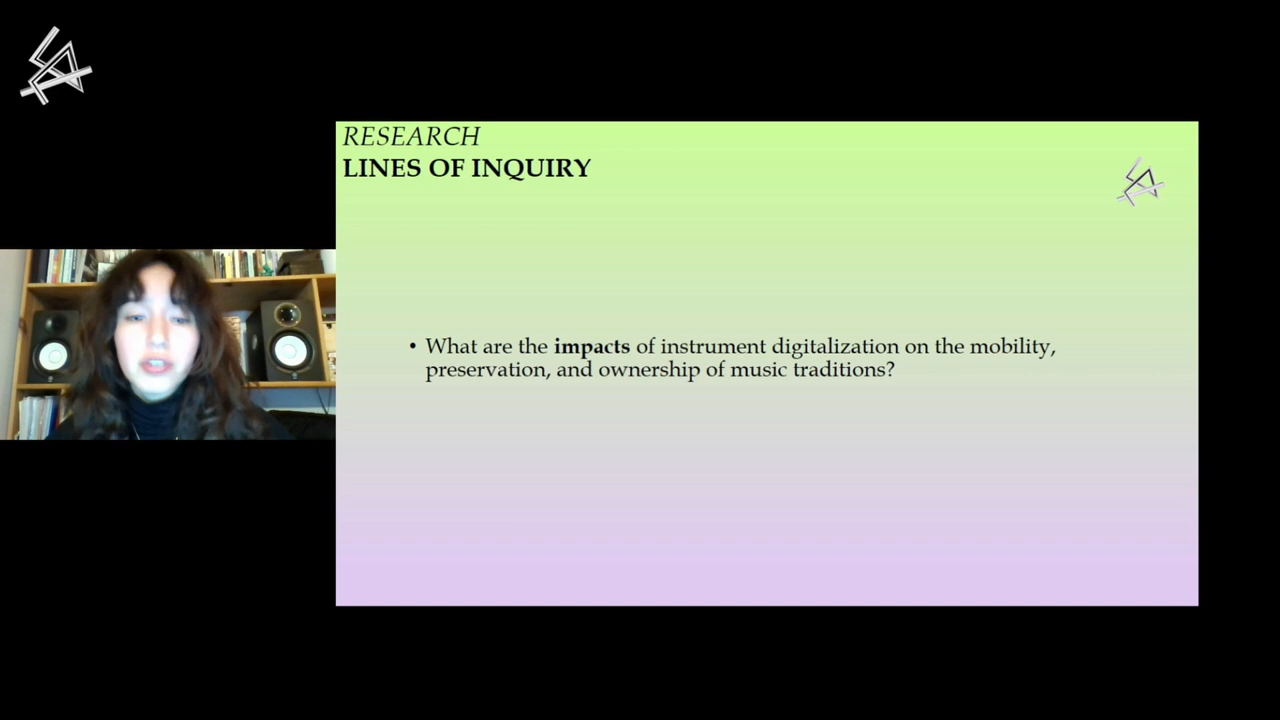 RESEARCH
LINES OF INQUIRY
• What are the impacts of instrument digitalization on the mobility,
preservation, and ownership of music traditions?